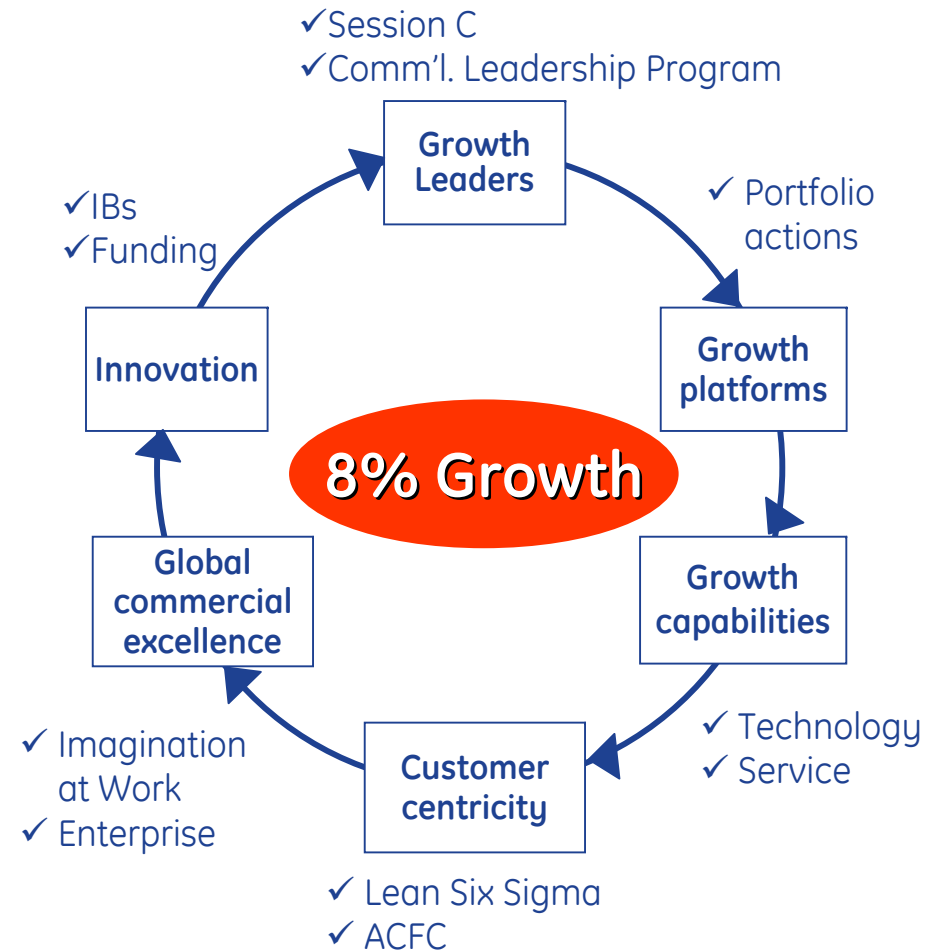 ✓Session C
✓Comm'l. Leadership Program
Growth
Leaders
✓ Portfolio
actions
Growth
platforms
Growth
capabilities
✓ Technology
✓ Service
Customer
centricity
✓ Lean Six Sigma
✓ ACFC
Global
commercial
excellence
✓ Imagination
at Work
✓ Enterprise
Innovation
✓IBs
✓Funding
8% Growth